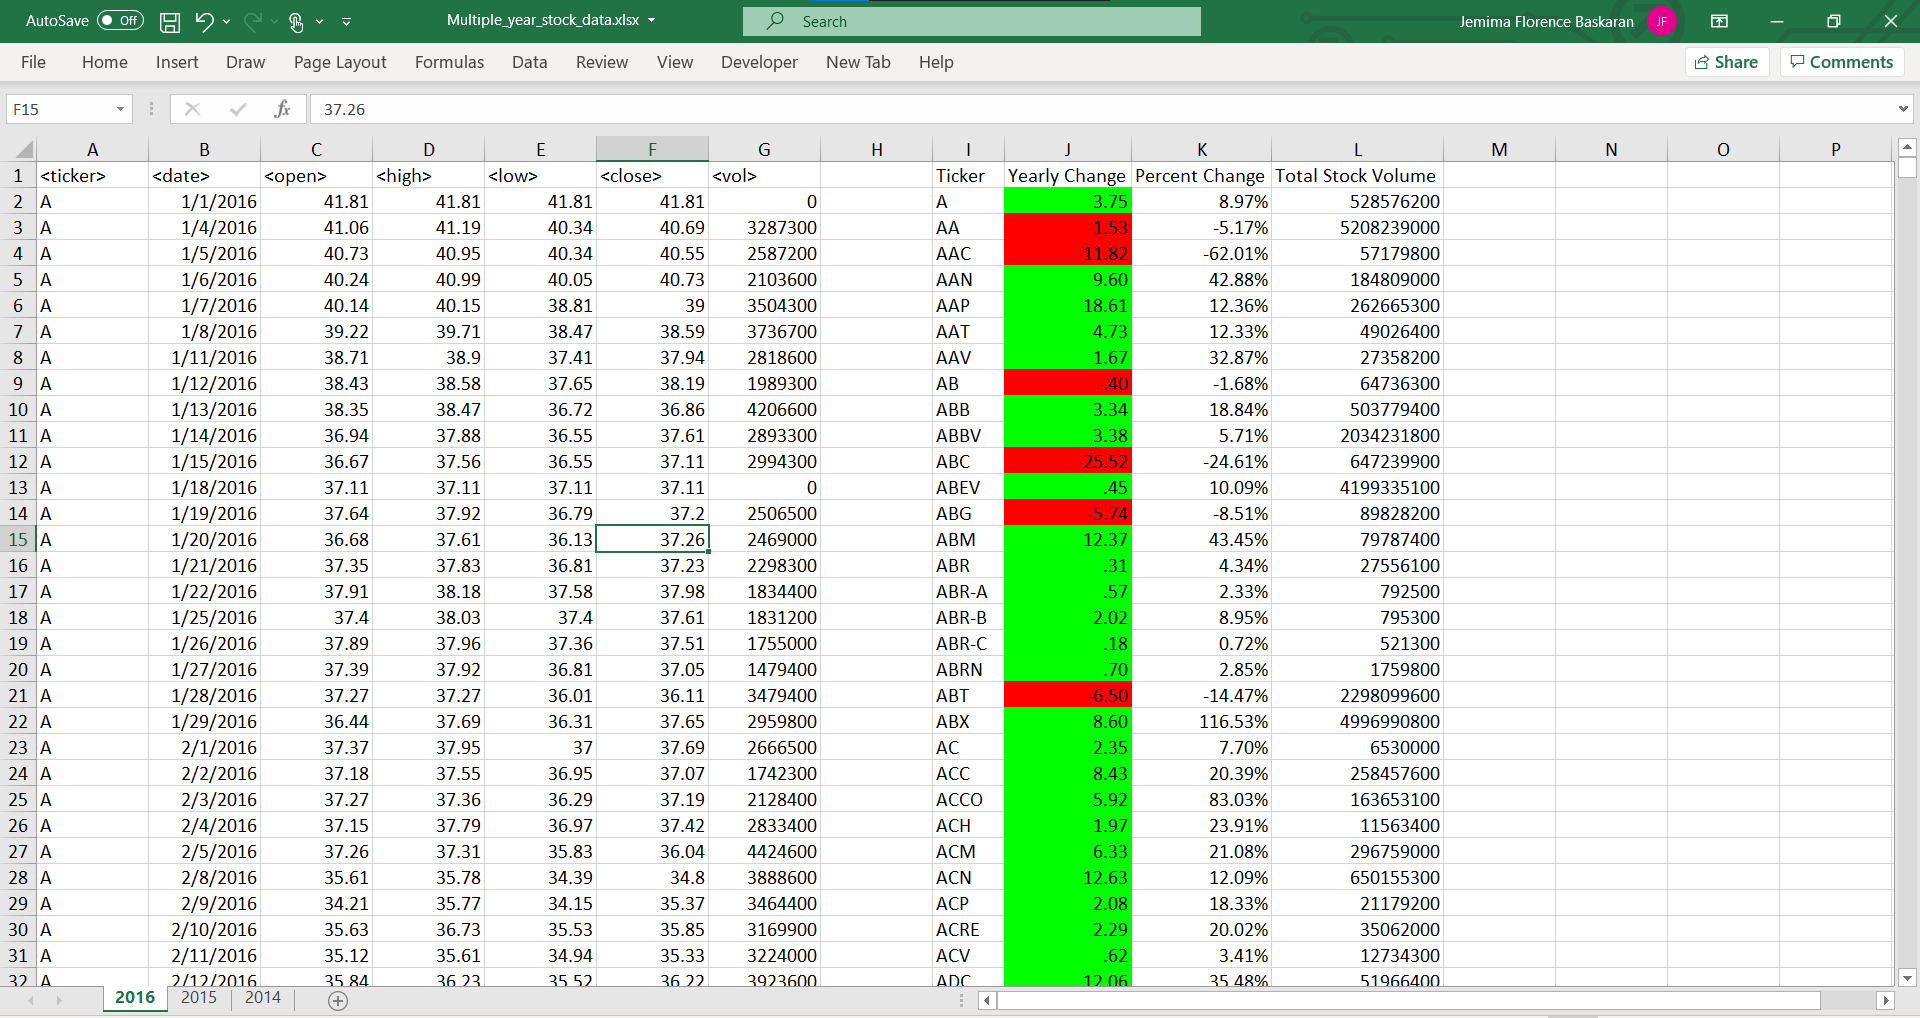 AutoSave Off Multiple_year_stock_data.xlsx Search Jemima Florence Baskaran JF
File Home Insert Draw Page Layout Formulas Data Review View Developer New Tab Help Share Comments
F15 fx 37.26
A B C D E F G H I J K L M N O P
1 <ticker> <date> <open> <high> <low> <close> <vol> Ticker Yearly Change Percent Change Total Stock Volume
2 A 1/1/2016 41.81 41.81 41.81 41.81 0 A 3.75 8.97% 528576200
3 A 1/4/2016 41.06 41.19 40.34 40.69 3287300 AA -1.53 -5.17% 5208239000
4 A 1/5/2016 40.73 40.95 40.34 40.55 2587200 AAC -11.82 -62.01% 57179800
5 A 1/6/2016 40.24 40.99 40.05 40.73 2103600 AAN 9.60 42.88% 184809000
6 A 1/7/2016 40.14 40.15 38.81 39 3504300 AAP 18.61 12.36% 262665300
7 A 1/8/2016 39.22 39.71 38.47 38.59 3736700 AAT 4.73 12.33% 49026400
8 A 1/11/2016 38.71 38.9 37.41 37.94 2818600 AAV 1.67 32.87% 27358200
9 A 1/12/2016 38.43 38.58 37.65 38.19 1989300 AB -.40 -1.68% 64736300
10 A 1/13/2016 38.35 38.47 36.72 36.86 4206600 ABB 3.34 18.84% 503779400
11 A 1/14/2016 36.94 37.88 36.55 37.61 2893300 ABBV 3.38 5.71% 2034231800
12 A 1/15/2016 36.67 37.56 36.55 37.11 2994300 ABC -25.52 -24.61% 647239900
13 A 1/18/2016 37.11 37.11 37.11 37.11 0 ABEV .45 10.09% 4199335100
14 A 1/19/2016 37.64 37.92 36.79 37.2 2506500 ABG -5.74 -8.51% 89828200
15 A 1/20/2016 36.68 37.61 36.13 37.26 2469000 ABM 12.37 43.45% 79787400
16 A 1/21/2016 37.35 37.83 36.81 37.23 2298300 ABR .31 4.34% 27556100
17 A 1/22/2016 37.91 38.18 37.58 37.98 1834400 ABR-A .57 2.33% 792500
18 A 1/25/2016 37.4 38.03 37.4 37.61 1831200 ABR-B 2.02 8.95% 795300
19 A 1/26/2016 37.89 37.96 37.36 37.51 1755000 ABR-C .18 0.72% 521300
20 A 1/27/2016 37.39 37.92 36.81 37.05 1479400 ABRN .70 2.85% 1759800
21 A 1/28/2016 37.27 37.27 36.01 36.11 3479400 ABT -6.50 -14.47% 2298099600
22 A 1/29/2016 36.44 37.69 36.31 37.65 2959800 ABX 8.60 116.53% 4996990800
23 A 2/1/2016 37.37 37.95 37 37.69 2666500 AC 2.35 7.70% 6530000
24 A 2/2/2016 37.18 37.55 36.95 37.07 1742300 ACC 8.43 20.39% 258457600
25 A 2/3/2016 37.27 37.36 36.29 37.19 2128400 ACCO 5.92 83.03% 163653100
26 A 2/4/2016 37.15 37.79 36.97 37.42 2833400 ACH 1.97 23.91% 11563400
27 A 2/5/2016 37.26 37.31 35.83 36.04 4424600 ACM 6.33 21.08% 296759000
28 A 2/8/2016 35.61 35.78 34.39 34.8 3888600 ACN 12.63 12.09% 650155300
29 A 2/9/2016 34.21 35.77 34.15 35.37 3464400 ACP 2.08 18.33% 21179200
30 A 2/10/2016 35.63 36.73 35.53 35.85 3169900 ACRE 2.29 20.02% 35062000
31 A 2/11/2016 35.12 35.61 34.94 35.33 3224000 ACV .62 3.41% 12734300
32 A 2/12/2016 35.84 36.23 35.52 36.22 3923600 ADC 12.06 35.48% 51966400
2016 2015 2014